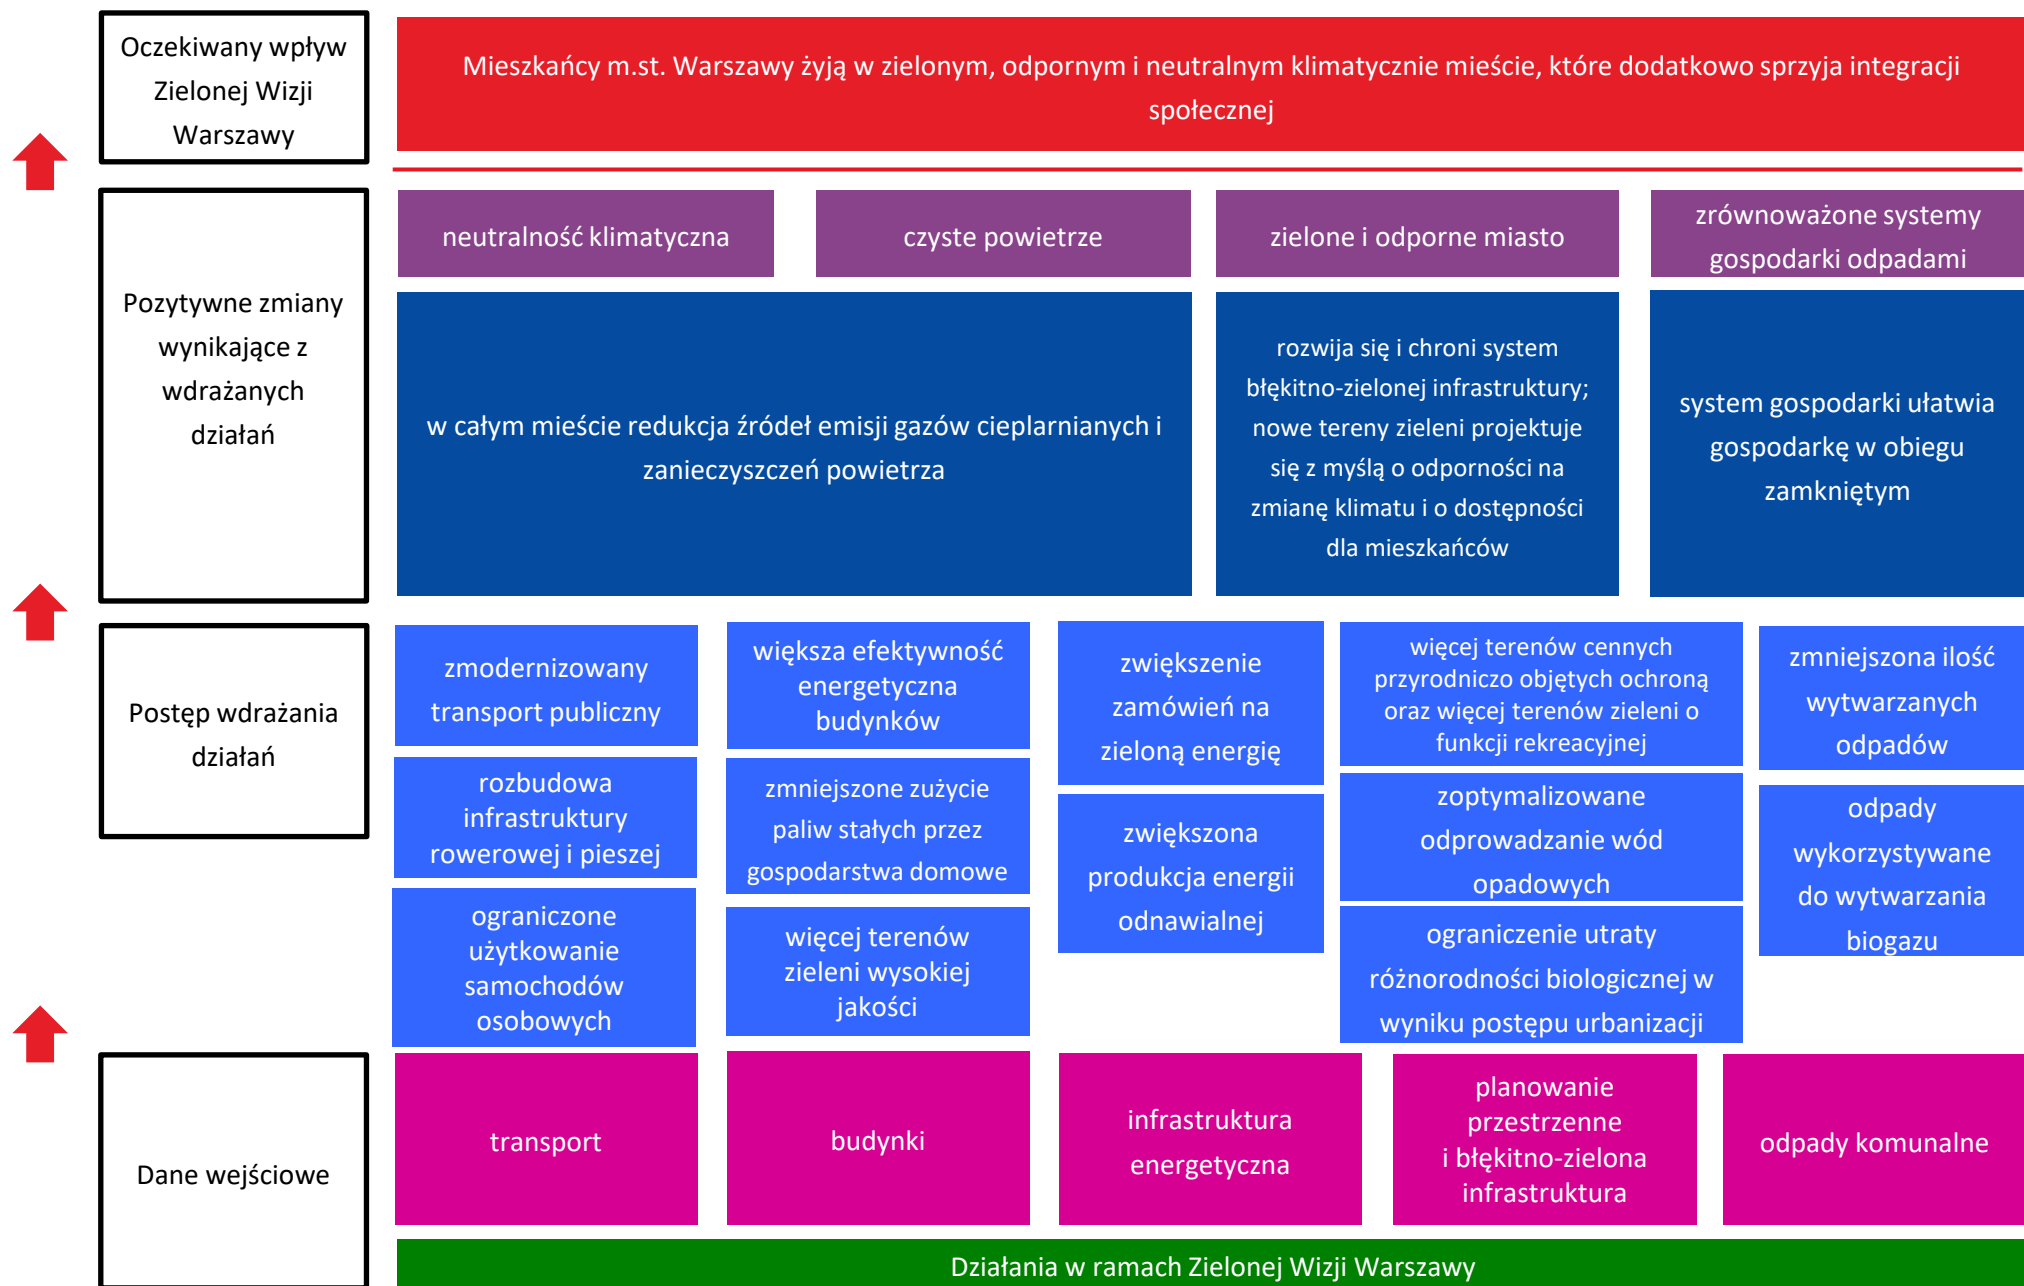 Oczekiwany wpływ
Zielonej Wizji
Warszawy
Mieszkańcy m.st. Warszawy żyją w zielonym, odpornym i neutralnym klimatycznie mieście, które dodatkowo sprzyja integracji
społecznej
Pozytywne zmiany
wynikające z
wdrażanych
działań
neutralność klimatyczna
czyste powietrze
zielone i odporne miasto
zrównoważone systemy
gospodarki odpadami
w całym mieście redukcja źródeł emisji gazów cieplarnianych i
zanieczyszczeń powietrza
rozwija się i chroni system
błękitno-zielonej infrastruktury;
nowe tereny zieleni projektuje
się z myślą o odporności na
zmianę klimatu i o dostępności
dla mieszkańców
system gospodarki ułatwia
gospodarkę w obiegu
zamkniętym
Postęp wdrażania
działań
zmodernizowany
transport publiczny
rozbudowa
infrastruktury
rowerowej i pieszej
ograniczone
użytkowanie
samochodów
osobowych
większa efektywność
energetyczna
budynków
zmniejszone zużycie
paliw stałych przez
gospodarstwa domowe
więcej terenów
zieleni wysokiej
jakości
zwiększenie
zamówień na
zieloną energię
zwiększona
produkcja energii
odnawialnej
więcej terenów cennych
przyrodniczo objętych ochroną
oraz więcej terenów zieleni o
funkcji rekreacyjnej
zoptymalizowane
odprowadzanie wód
opadowych
ograniczenie utraty
różnorodności biologicznej w
wyniku postępu urbanizacji
zmniejszona ilość
wytwarzanych
odpadów
odpady
wykorzystywane
do wytwarzania
biogazu
Dane wejściowe
transport
budynki
infrastruktura
energetyczna
planowanie
przestrzenne
i błękitno-zielona
infrastruktura
odpady komunalne
Działania w ramach Zielonej Wizji Warszawy